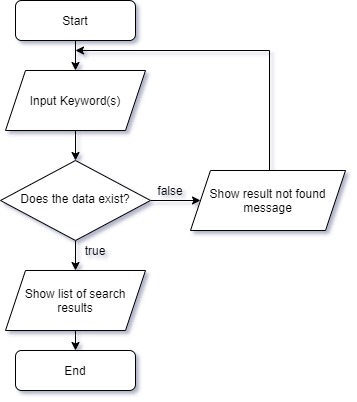 Start
Input Keyword(s)
Does the data exist?
false
Show result not found
message
true
Show list of search
results
End